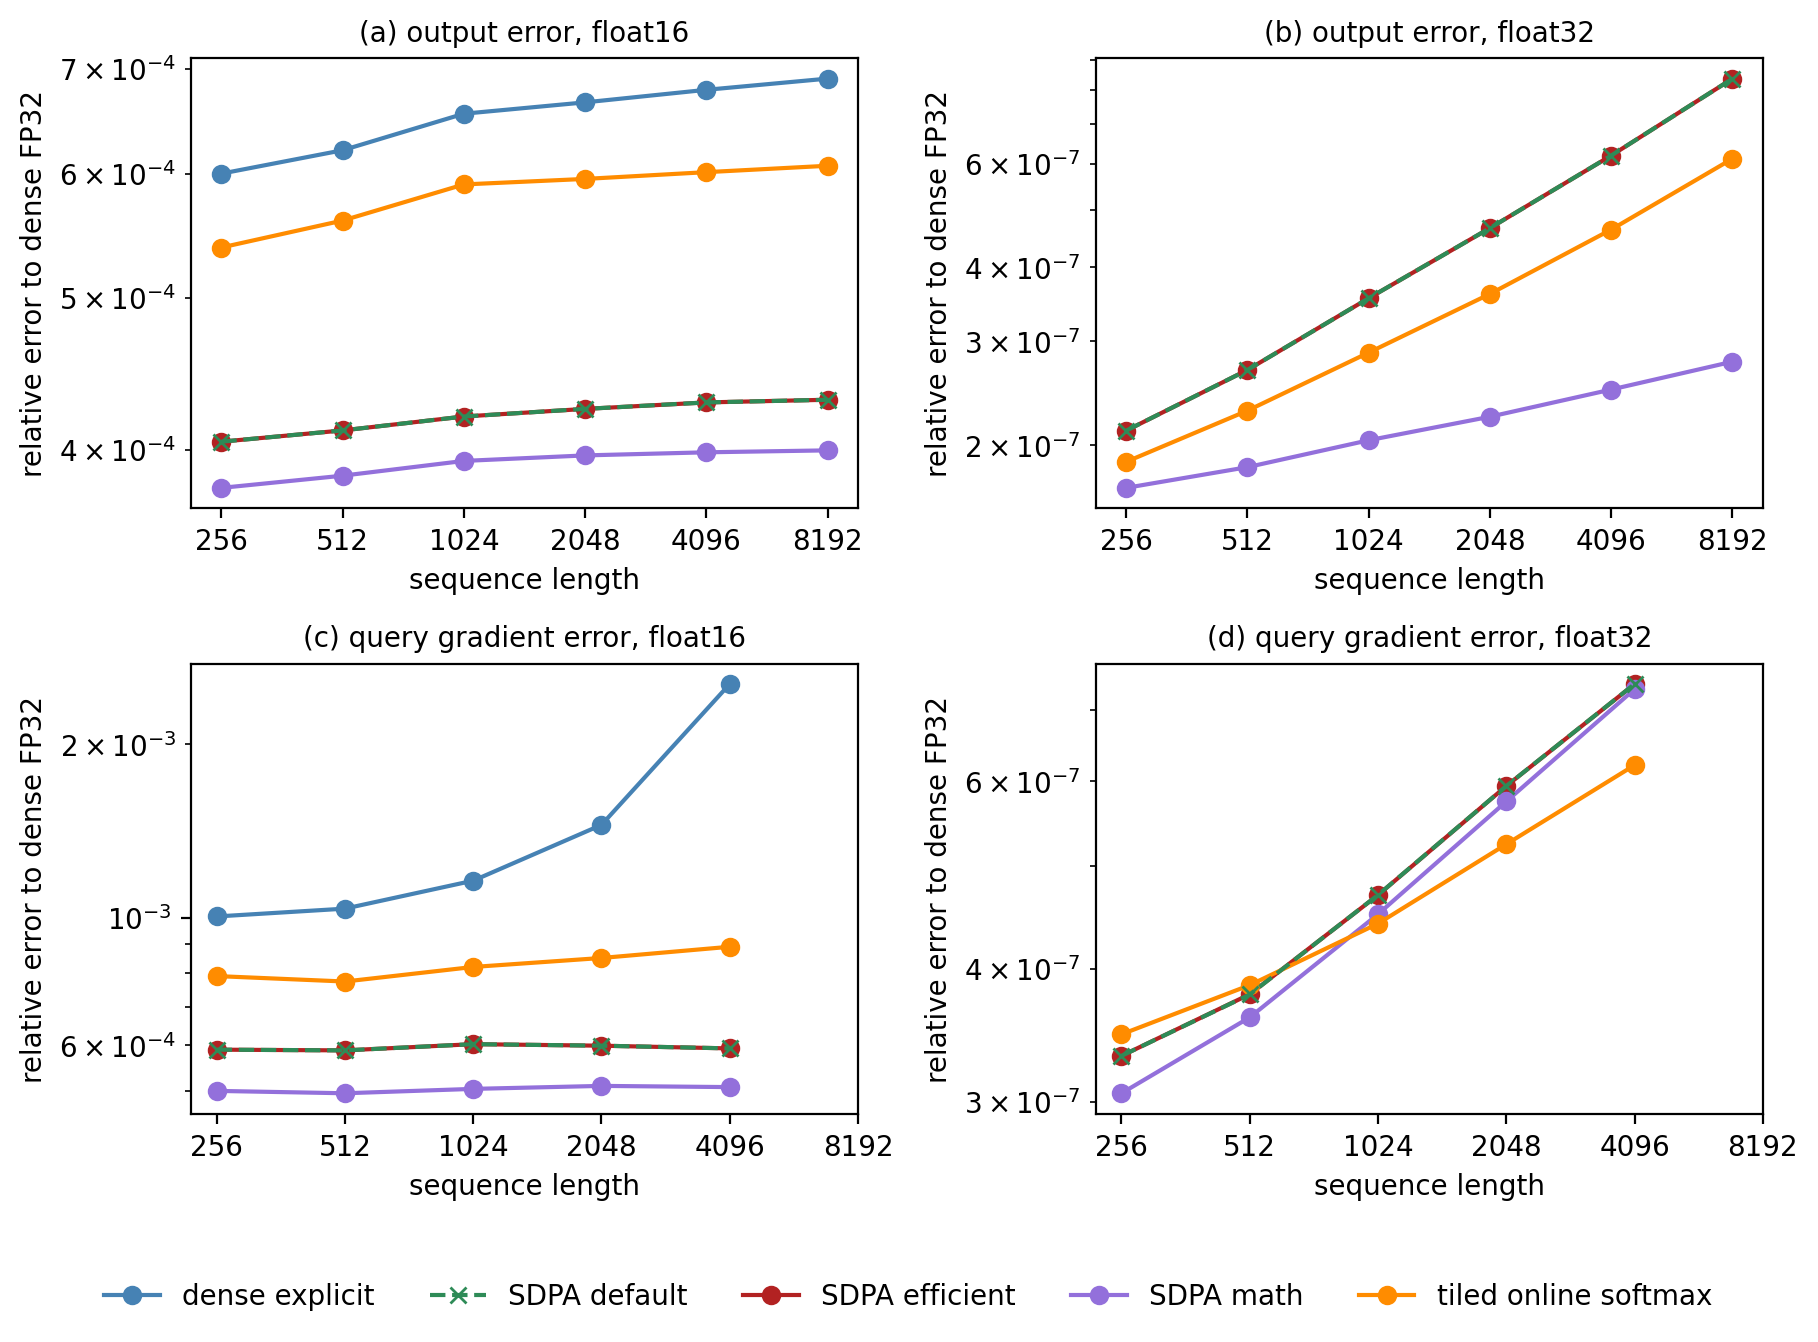 (a) output error, float16
relative error to dense FP32
7 × 10⁻⁴
6 × 10⁻⁴
5 × 10⁻⁴
4 × 10⁻⁴
256 512 1024 2048 4096 8192
sequence length
(b) output error, float32
relative error to dense FP32
6 × 10⁻⁷
4 × 10⁻⁷
3 × 10⁻⁷
2 × 10⁻⁷
256 512 1024 2048 4096 8192
sequence length
(c) query gradient error, float16
relative error to dense FP32
2 × 10⁻³
10⁻³
6 × 10⁻⁴
256 512 1024 2048 4096 8192
sequence length
(d) query gradient error, float32
relative error to dense FP32
6 × 10⁻⁷
4 × 10⁻⁷
3 × 10⁻⁷
256 512 1024 2048 4096 8192
sequence length
dense explicit SDPA default SDPA efficient SDPA math tiled online softmax